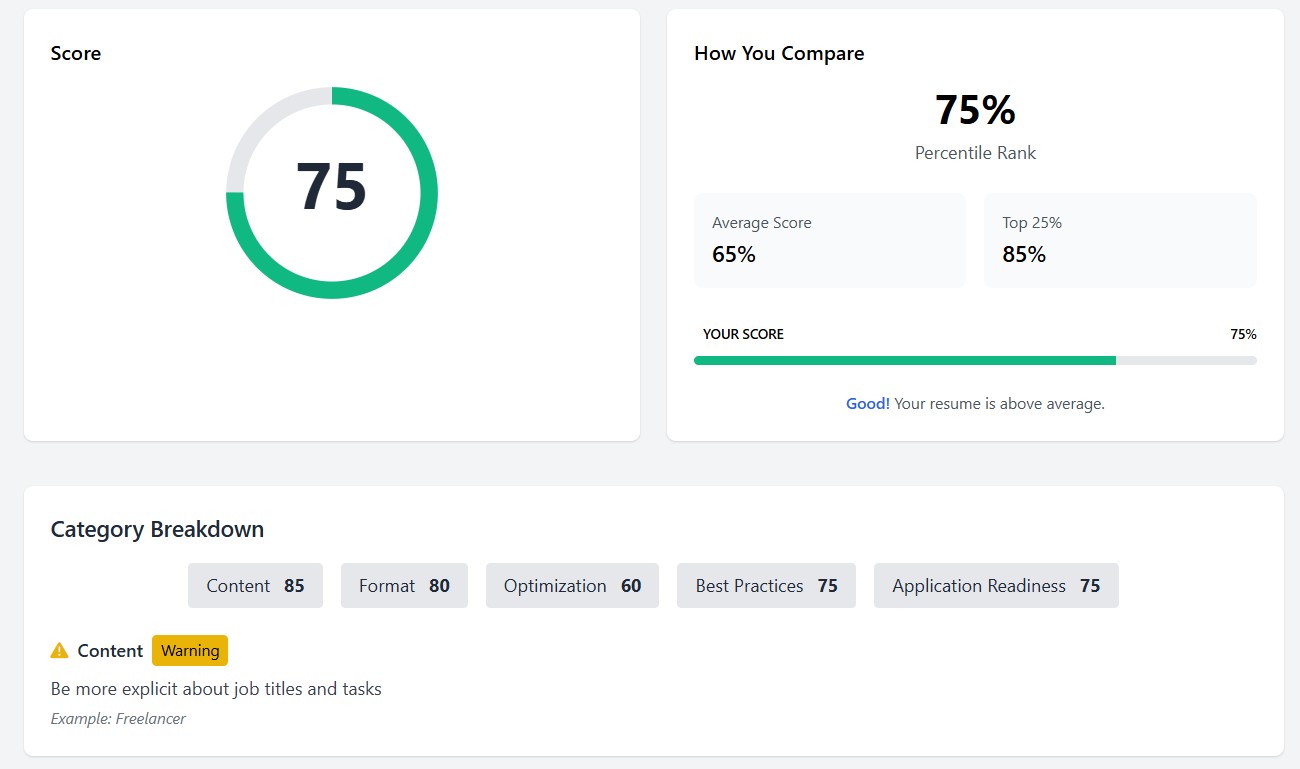 Score
75
How You Compare
75%
Percentile Rank
Average Score
65%
Top 25%
85%
YOUR SCORE 75%
Good! Your resume is above average.
Category Breakdown
Content 85 Format 80 Optimization 60 Best Practices 75 Application Readiness 75
Content Warning
Be more explicit about job titles and tasks
Example: Freelancer